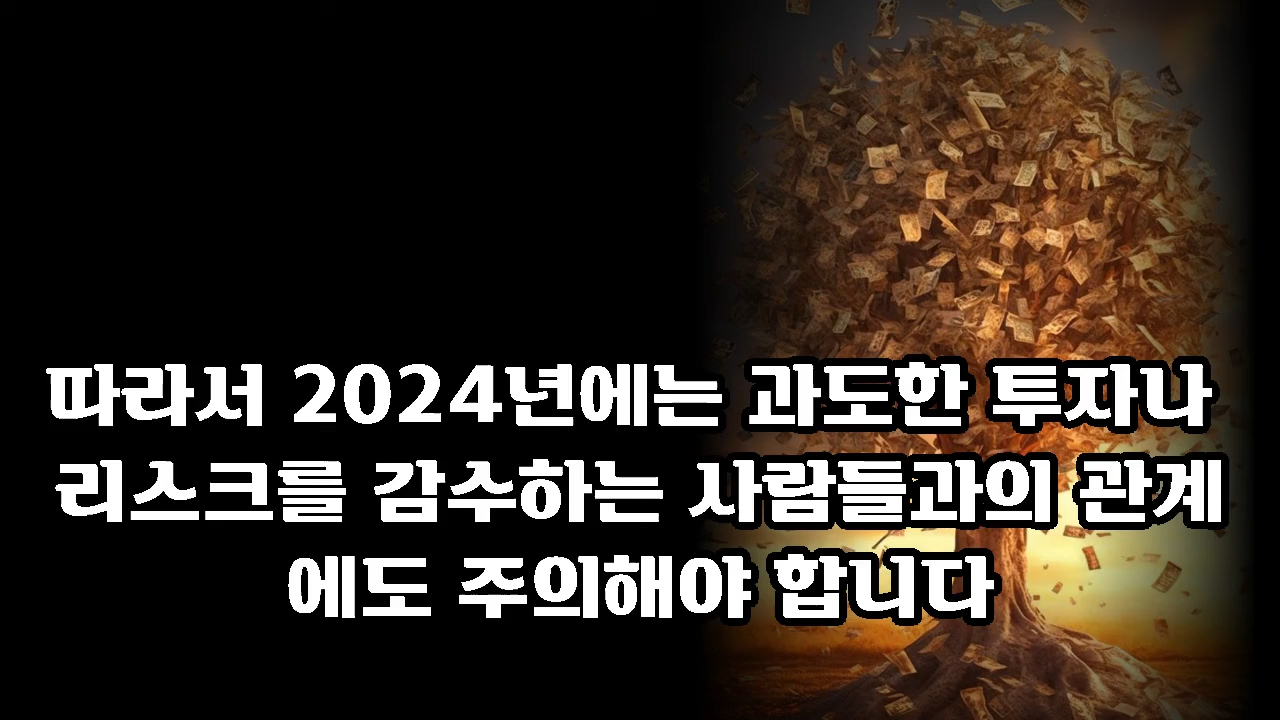 따라서 2024년에는 과도한 투자나
리스크를 감수하는 사람들과의 관계
에도 주의해야 합니다